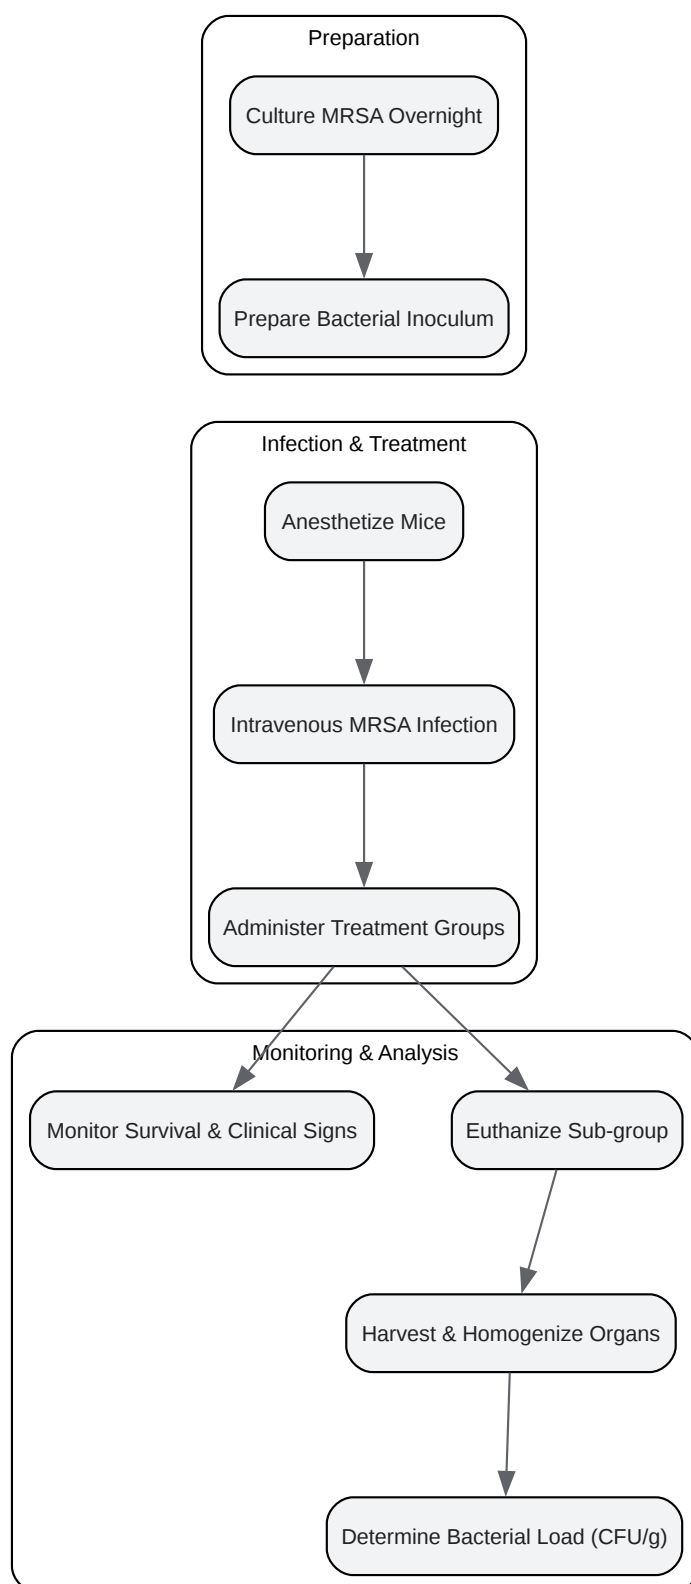 Preparation
Culture MRSA Overnight
Prepare Bacterial Inoculum
Infection & Treatment
Anesthetize Mice
Intravenous MRSA Infection
Administer Treatment Groups
Monitoring & Analysis
Monitor Survival & Clinical Signs
Euthanize Sub-group
Harvest & Homogenize Organs
Determine Bacterial Load (CFU/g)